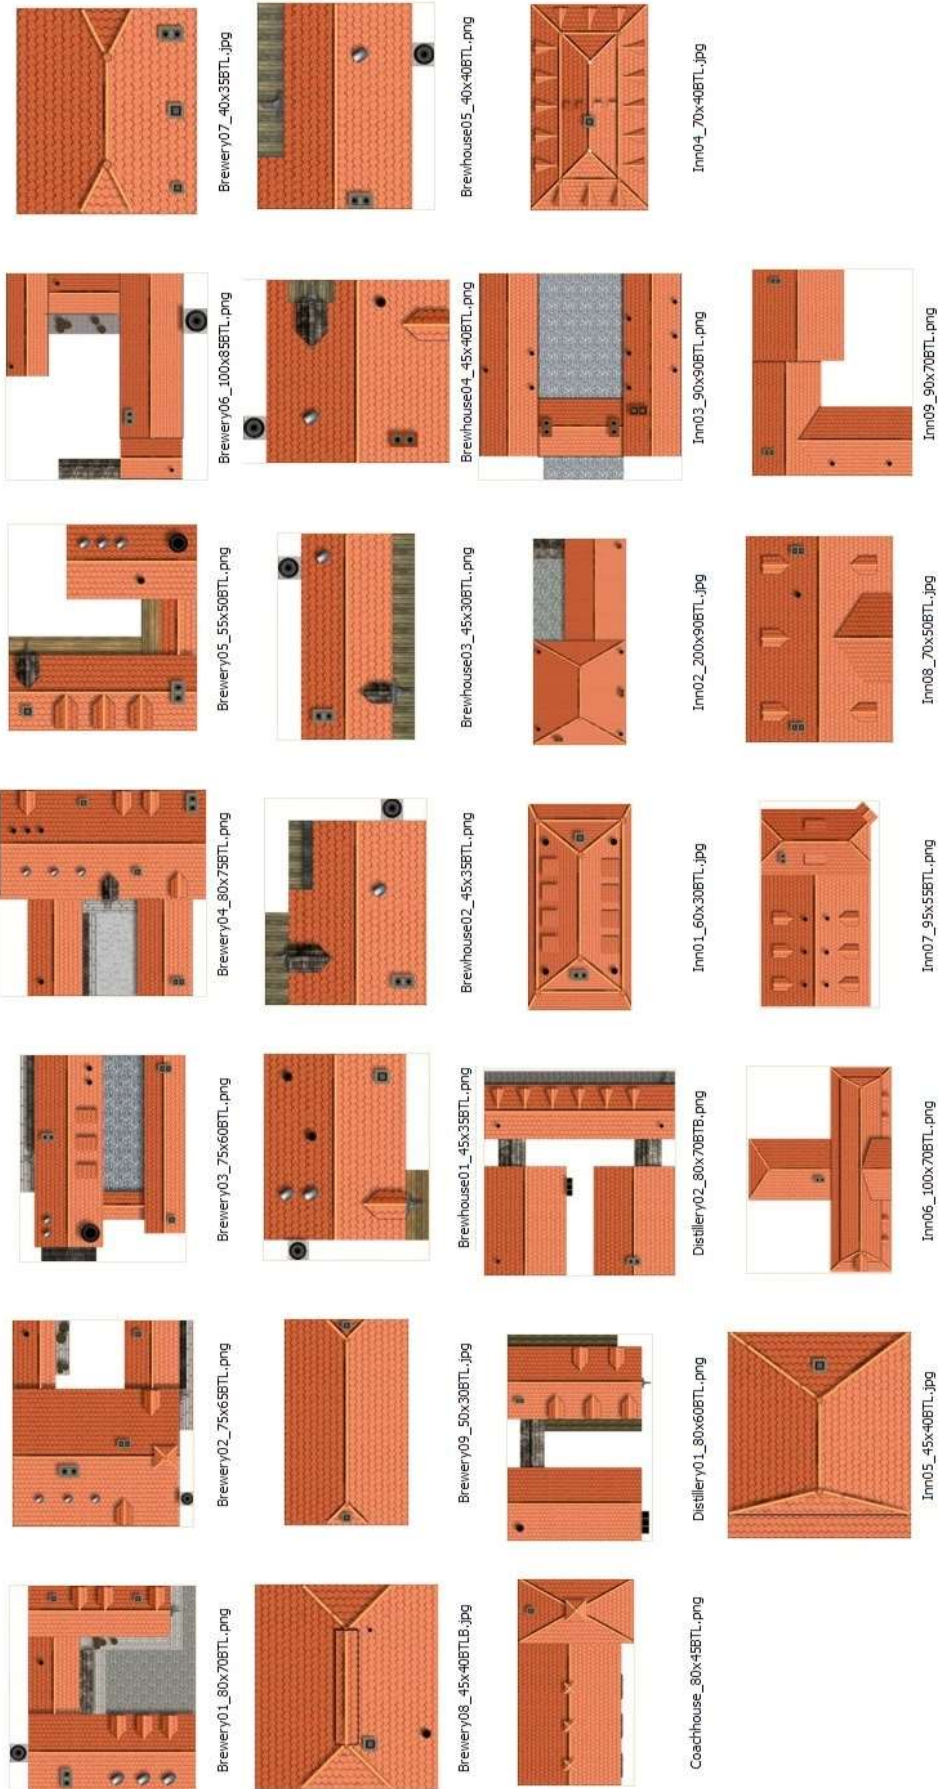 Brewery01_80x70BTL.png
Brewery02_75x65BTL.png
Brewery03_75x60BTL.png
Brewery04_80x75BTL.png
Brewery05_55x50BTL.png
Brewery06_100x85BTL.png
Brewery07_40x35BTL.jpg
Brewery08_45x40BTLB.jpg
Brewery09_50x30BTL.png
Brewhouse01_45x35BTL.png
Brewhouse02_45x35BTL.png
Brewhouse03_45x30BTL.png
Brewhouse04_45x40BTL.png
Brewhouse05_40x40BTL.png
Coachhouse_80x45BTL.png
Distillery01_80x60BTL.png
Distillery02_80x70BTB.png
Inn01_60x30BTL.jpg
Inn02_200x90BTL.jpg
Inn03_90x90BTL.png
Inn04_70x40BTL.jpg
Inn05_45x40BTL.jpg
Inn06_100x70BTL.png
Inn07_95x55BTL.png
Inn08_70x50BTL.jpg
Inn09_90x70BTL.png